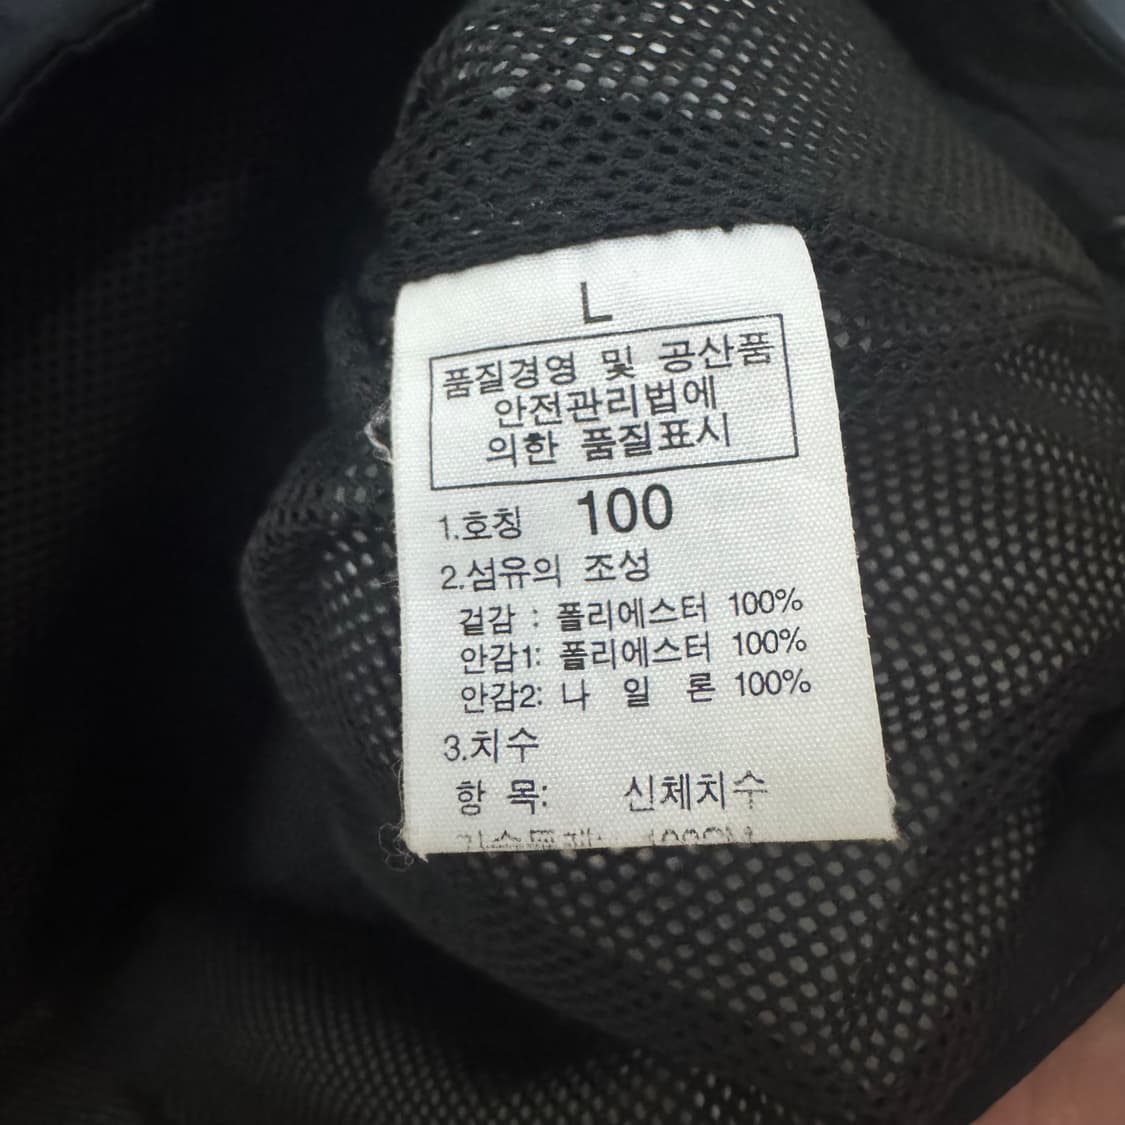 L
품질경영 및 공산품
안전관리법에
의한 품질표시
1.호칭 100
2.섬유의 조성
겉감 : 폴리에스터 100%
안감1: 폴리에스터 100%
안감2: 나 일 론 100%
3.치수
항 목: 신체치수